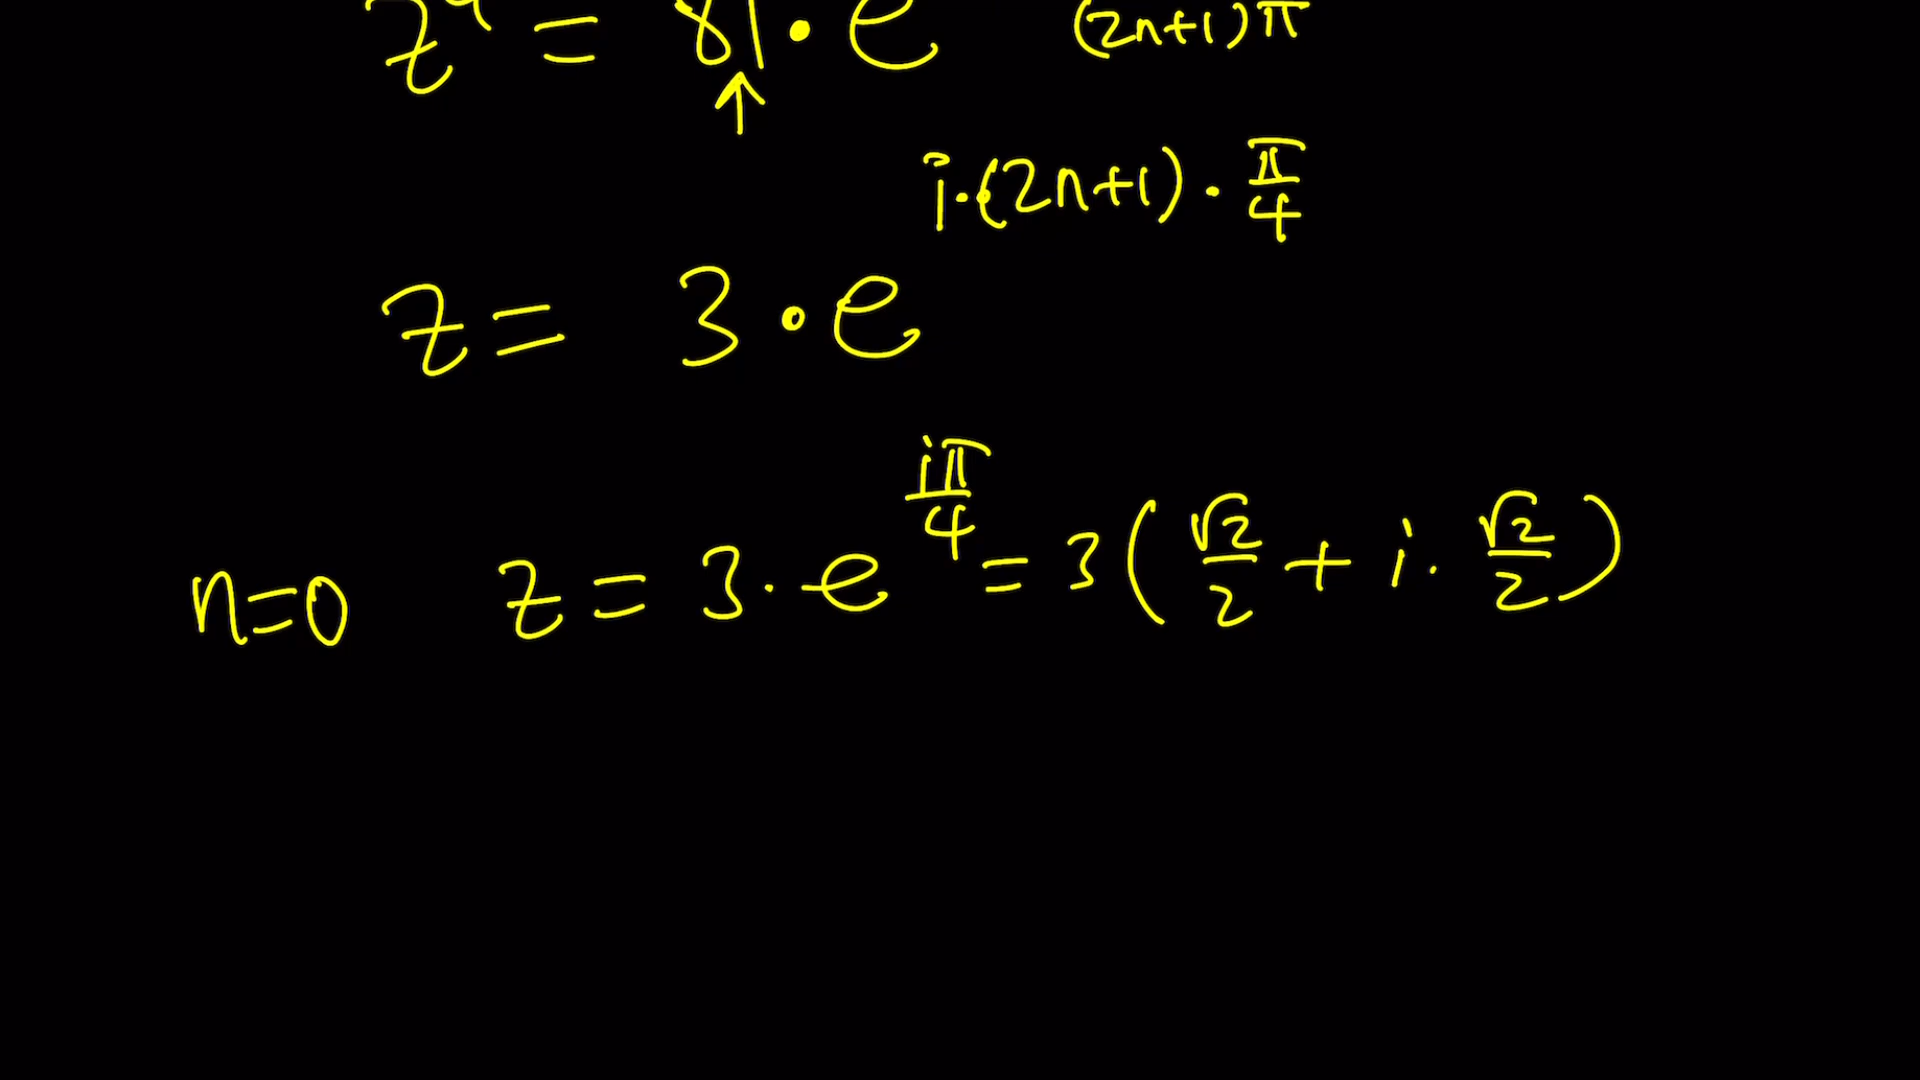 z⁴ = 81 · e^{(2n+1)π}
z = 3 · e^{i·(2n+1)·π/4}
n=0 z = 3 · e^{iπ/4} = 3(√2/2 + i · √2/2)